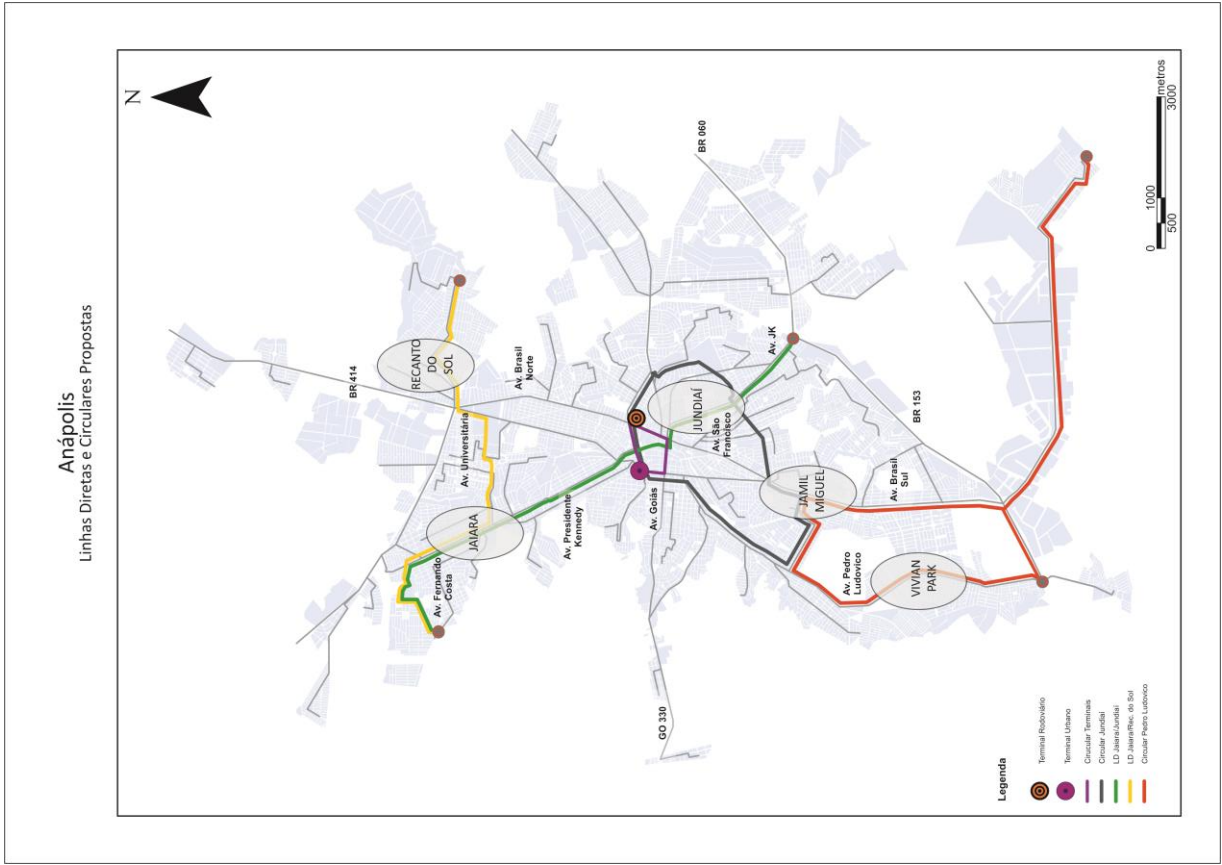 Anápolis
Linhas Diretas e Circulares Propostas
N
BR 414
RECANTO
DO
SOL
Av. Universitária
Av. Brasil
Norte
JAIARA
Av. Fernando
Costa
Av. Presidente
Kennedy
BR 060
Av. JK
JUNDIAÍ
Av. São
Francisco
Av. Goiás
GO 330
BR 153
JAMIL
MIGUEL
Av. Brasil
Sul
Av. Pedro
Ludovico
VIVIAN
PARK
0 1000 3000
500
metros
Legenda
Terminal Rodoviário
Terminal Urbano
Cirucular Terminais
Circular Jundiaí
LD Jaiara/Jundiaí
LD Jaiara/Rec. do Sol
Circular Pedro Ludovico